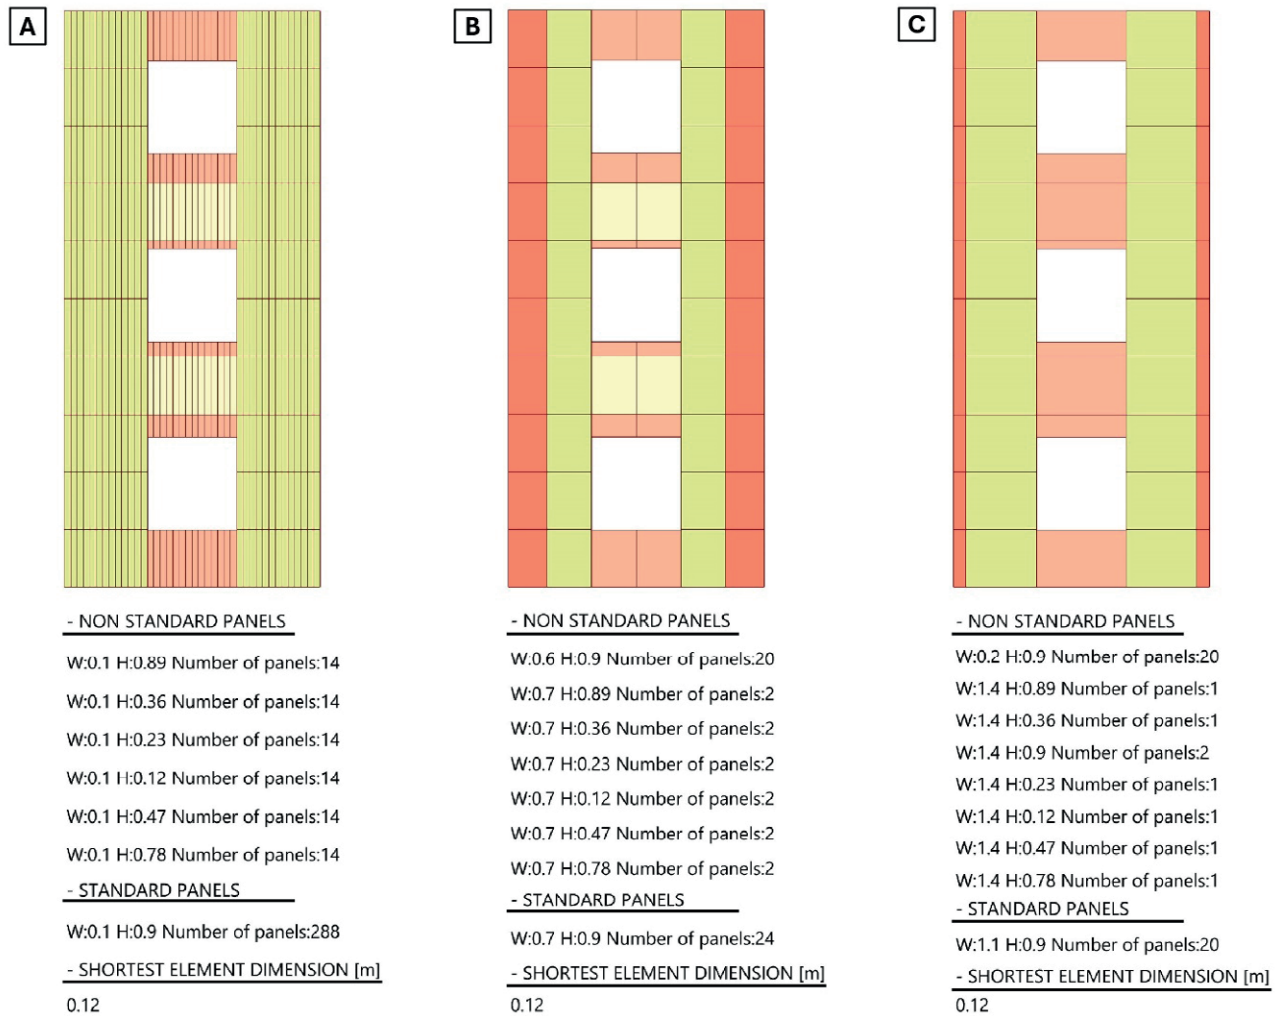 A
B
C
- NON STANDARD PANELS
W:0.1 H:0.89 Number of panels:14
W:0.1 H:0.36 Number of panels:14
W:0.1 H:0.23 Number of panels:14
W:0.1 H:0.12 Number of panels:14
W:0.1 H:0.47 Number of panels:14
W:0.1 H:0.78 Number of panels:14
- STANDARD PANELS
W:0.1 H:0.9 Number of panels:288
- SHORTEST ELEMENT DIMENSION [m]
0.12
- NON STANDARD PANELS
W:0.6 H:0.9 Number of panels:20
W:0.7 H:0.89 Number of panels:2
W:0.7 H:0.36 Number of panels:2
W:0.7 H:0.23 Number of panels:2
W:0.7 H:0.12 Number of panels:2
W:0.7 H:0.47 Number of panels:2
W:0.7 H:0.78 Number of panels:2
- STANDARD PANELS
W:0.7 H:0.9 Number of panels:24
- SHORTEST ELEMENT DIMENSION [m]
0.12
- NON STANDARD PANELS
W:0.2 H:0.9 Number of panels:20
W:1.4 H:0.89 Number of panels:1
W:1.4 H:0.36 Number of panels:1
W:1.4 H:0.9 Number of panels:2
W:1.4 H:0.23 Number of panels:1
W:1.4 H:0.12 Number of panels:1
W:1.4 H:0.47 Number of panels:1
W:1.4 H:0.78 Number of panels:1
- STANDARD PANELS
W:1.1 H:0.9 Number of panels:20
- SHORTEST ELEMENT DIMENSION [m]
0.12